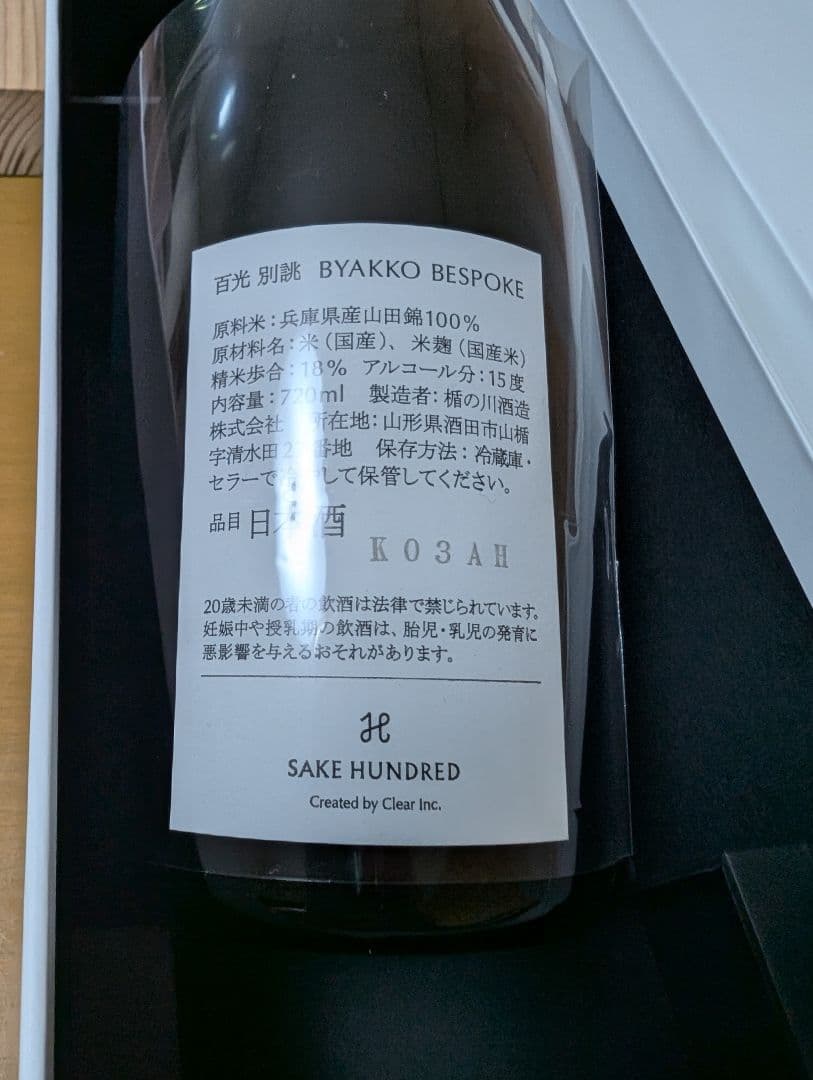 百光 別誂 BYAKKO BESPOKE
原料米：兵庫県産山田錦100%
原材料名：米（国産）、米麹（国産米）
精米歩合：18% アルコール分：15度
内容量：720ml 製造者：楯の川酒造
株式会社 所在地：山形県酒田市山楯
字清水田2 番地 保存方法：冷蔵庫・
セラーで して保管してください。
品目 日本酒
K03AH
20歳未満の者の飲酒は法律で禁じられています。
妊娠中や授乳期の飲酒は、胎児・乳児の発育に
悪影響を与えるおそれがあります。
SAKE HUNDRED
Created by Clear Inc.